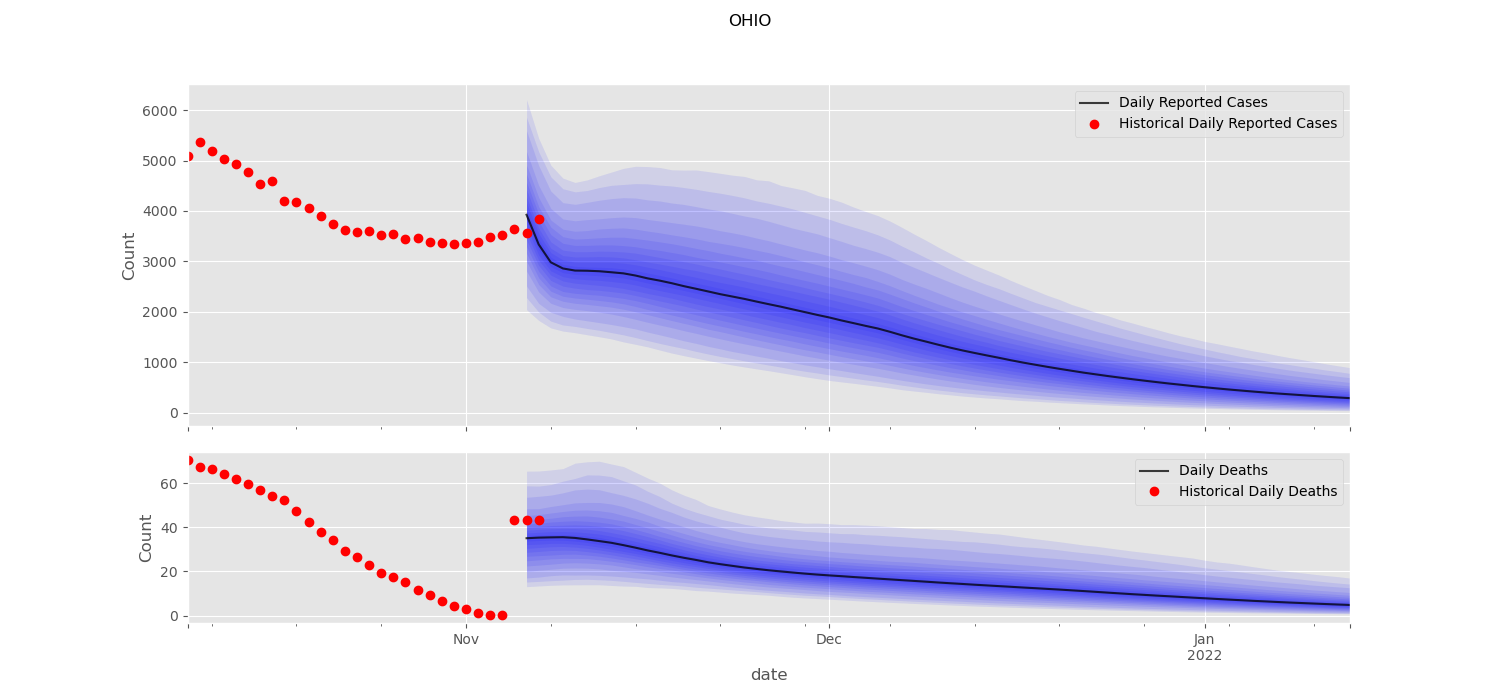 OHIO
6000
5000
4000
3000
2000
1000
0
Count
Daily Reported Cases
Historical Daily Reported Cases
60
40
20
0
Count
Daily Deaths
Historical Daily Deaths
Nov
Dec
Jan
2022
date